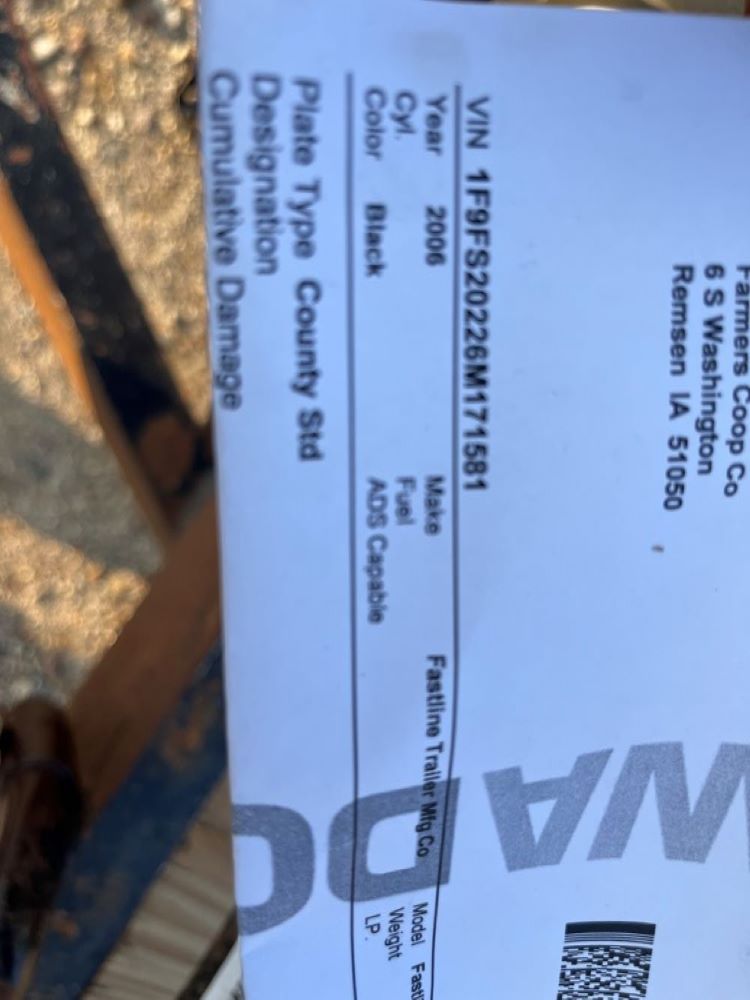 Farmers Coop Co
6 S Washington
Remsen IA 51050
VIN 1F9FS20226M171581
Year 2006 Make Fastline Trailer Mfg Co Model Fastl
Cyl. Fuel Weight
Color Black ADS Capable LP.
Plate Type County Std
Designation
Cumulative Damage